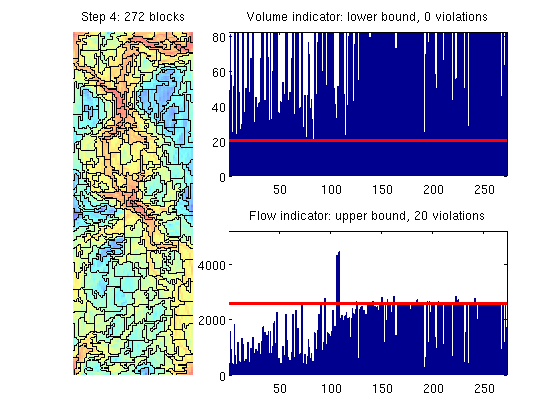 Step 4: 272 blocks
Volume indicator: lower bound, 0 violations
80
60
40
20
0
50 100 150 200 250
Flow indicator: upper bound, 20 violations
4000
2000
0
50 100 150 200 250